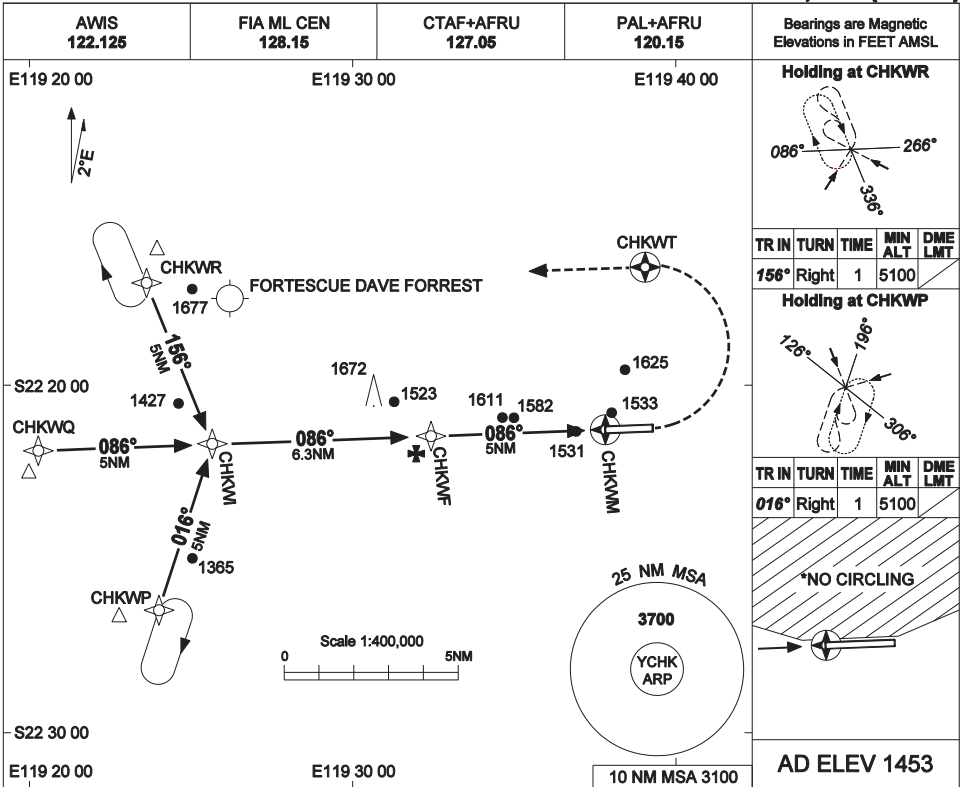 AWIS
122.125
FIA ML CEN
128.15
CTAF+AFRU
127.05
PAL+AFRU
120.15
Bearings are Magnetic
Elevations in FEET AMSL
E119 20 00
E119 30 00
E119 40 00
2°E
CHKWR
1677
FORTESCUE DAVE FORREST
CHKWT
156°
5NM
S22 20 00
1427
1672
1523
1611
1582
1625
1533
CHKWQ
086°
5NM
CHKWI
086°
6.3NM
CHKWF
086°
5NM
1531
CHKWM
016°
5NM
1365
CHKWP
Scale 1:400,000
0
5NM
25 NM MSA
3700
YCHK
ARP
S22 30 00
E119 20 00
E119 30 00
10 NM MSA 3100
Holding at CHKWR
086°
266°
336°
TR IN TURN TIME MIN ALT DME LMT
156° Right 1 5100
Holding at CHKWP
126°
196°
306°
TR IN TURN TIME MIN ALT DME LMT
016° Right 1 5100
*NO CIRCLING
AD ELEV 1453